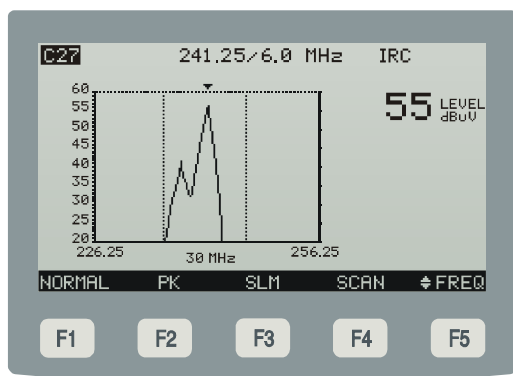 C27 241.25/6.0 MHz IRC
60
55
50
45
40
35
30
25
20
55 LEVEL dBuV
226.25 30 MHz 256.25
NORMAL PK SLM SCAN FREQ
F1 F2 F3 F4 F5